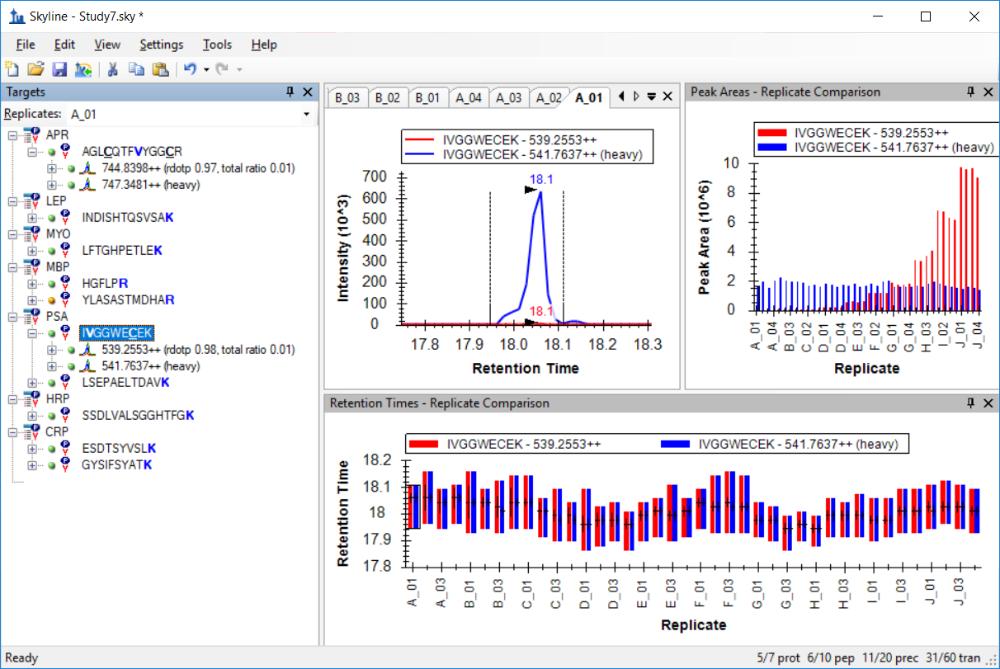 Skyline - Study7.sky *
File Edit View Settings Tools Help
Targets
Replicates: A_01
APR
AGLCQTFVYGGCR
744.8398++ (rdotp 0.97, total ratio 0.01)
747.3481++ (heavy)
LEP
INDISHTQSVSAK
MYO
LFTGHPETLEK
MBP
HGFLPR
YLASASTMDHAR
PSA
IVGGWECEK
539.2553++ (rdotp 0.98, total ratio 0.01)
541.7637++ (heavy)
LSEPAELTDAVK
HRP
SSDLVALSGGHTFGK
CRP
ESDTSYVSLK
GYSIFSYATK
B_03 B_02 B_01 A_04 A_03 A_02 A_01
IVGGWECEK - 539.2553++
IVGGWECEK - 541.7637++ (heavy)
Intensity (10^3)
700
600
500
400
300
200
100
0
18.1
18.1
17.8 17.9 18.0 18.1 18.2 18.3
Retention Time
Peak Areas - Replicate Comparison
IVGGWECEK - 539.2553++
IVGGWECEK - 541.7637++ (heavy)
Peak Area (10^6)
10
8
6
4
2
0
A_01 A_04 B_03 C_02 D_01 D_04 E_03 F_02 G_01 G_04 H_03 I_02 J_01 J_04
Replicate
Retention Times - Replicate Comparison
IVGGWECEK - 539.2553++ IVGGWECEK - 541.7637++ (heavy)
Retention Time
18.2
18.1
18
17.9
17.8
A_01 A_03 B_01 B_03 C_01 C_03 D_01 D_03 E_01 E_03 F_01 F_03 G_01 G_03 H_01 H_03 I_01 I_03 J_01 J_03
Replicate
Ready
5/7 prot 6/10 pep 11/20 prec 31/60 tran